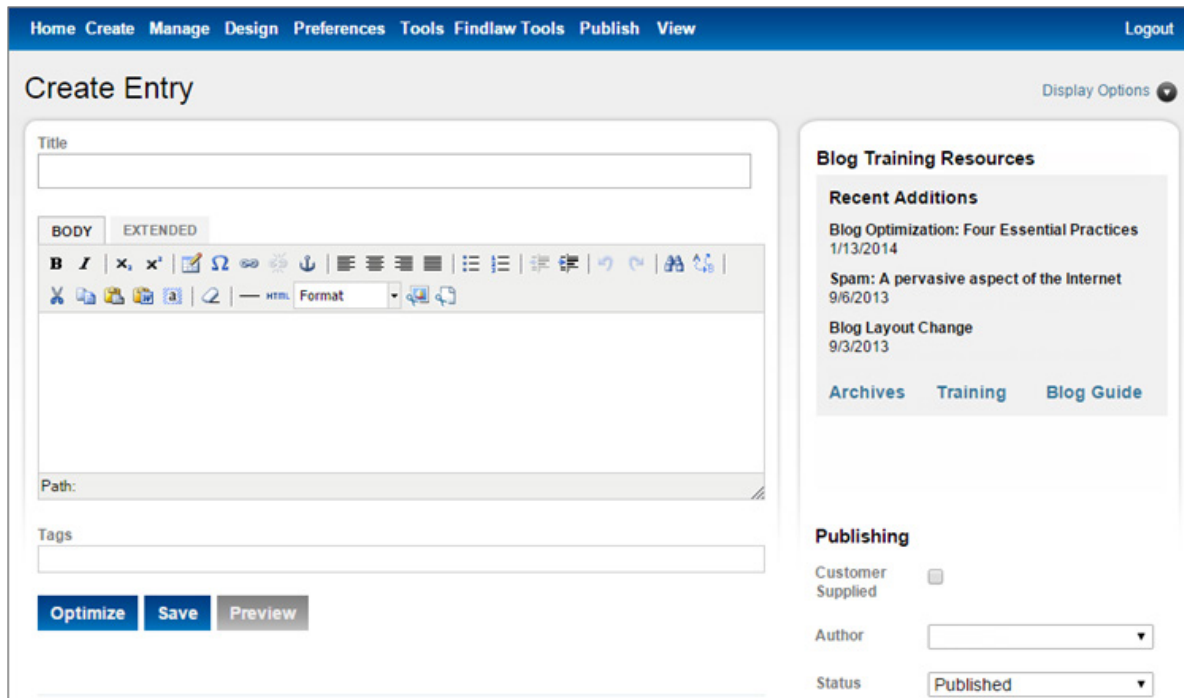 Home Create Manage Design Preferences Tools Findlaw Tools Publish View Logout
Create Entry
Display Options
Title
BODY EXTENDED
B I x, x² Ω HTML Format
Path:
Tags
Optimize Save Preview
Blog Training Resources
Recent Additions
Blog Optimization: Four Essential Practices
1/13/2014
Spam: A pervasive aspect of the Internet
9/6/2013
Blog Layout Change
9/3/2013
Archives Training Blog Guide
Publishing
Customer
Supplied
Author
Status Published